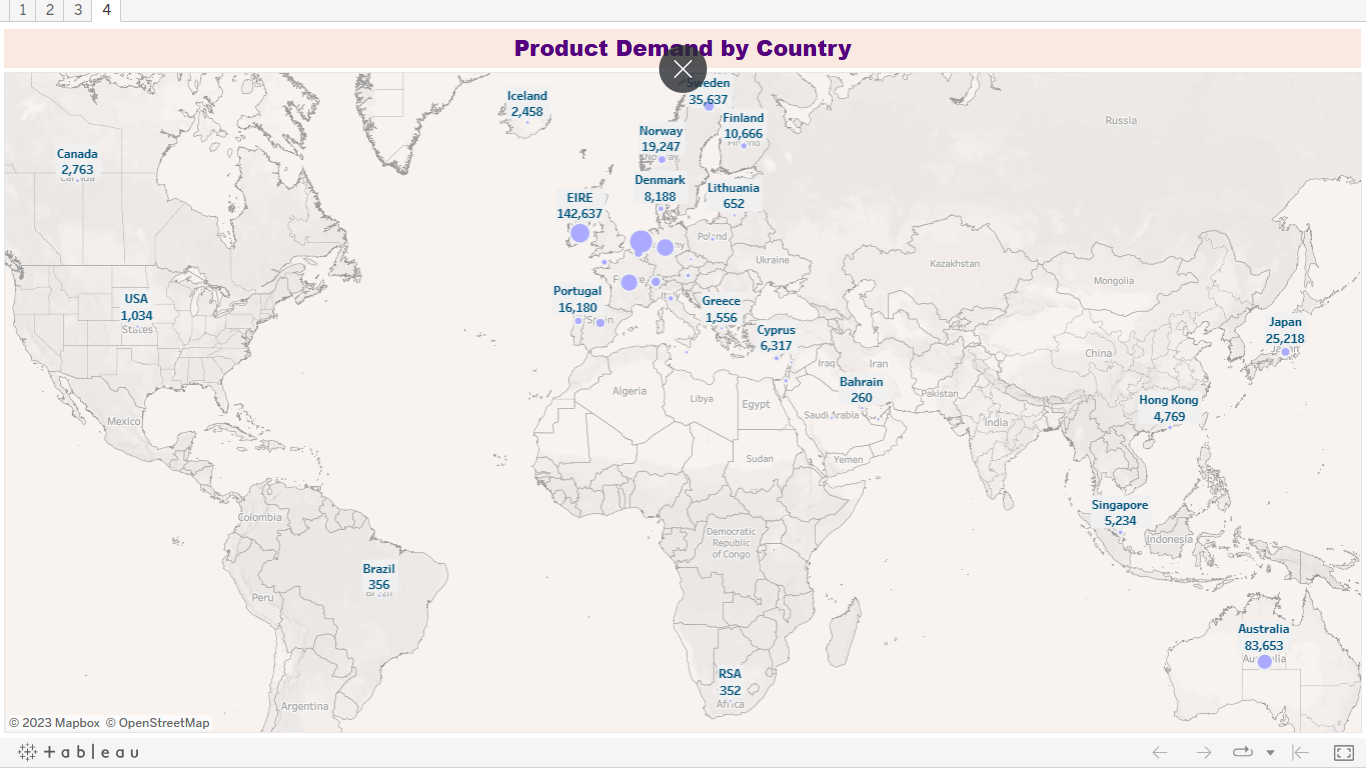 1 2 3 4
Product Demand by Country
Sweden
35,637
Iceland
2,458
Finland
10,666
Russia
Norway
19,247
Canada
2,763
Denmark
8,188
Lithuania
652
EIRE
142,637
Poland
Ukraine
Kazakhstan
Mongolia
Portugal
16,180
USA
1,034
States
Greece
1,556
Cyprus
6,317
Japan
25,218
China
Iraq
Iran
Algeria
Libya
Egypt
Bahrain
260
Pakistan
Hong Kong
4,769
Saudi Arabia
Mexico
India
Sudan
Yemen
Singapore
5,234
Colombia
Democratic
Republic
of Congo
Indonesia
Brazil
356
Peru
Australia
83,653
RSA
352
Africa
Argentina
© 2023 Mapbox © OpenStreetMap
+ a b | e a u